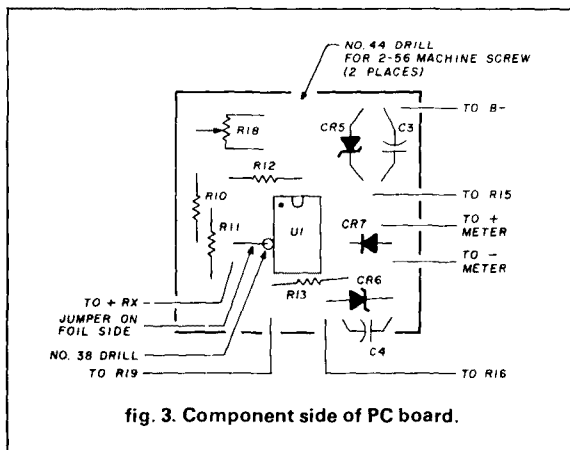 NO. 44 DRILL
FOR 2-56 MACHINE SCREW
(2 PLACES)
TO B-
R18
CR5
C3
R12
TO R15
R10
R11
U1
CR7
TO +
METER
TO -
METER
R13
CR6
TO + RX -
JUMPER ON
FOIL SIDE
NO. 38 DRILL
C4
TO R19
TO R16
fig. 3. Component side of PC board.